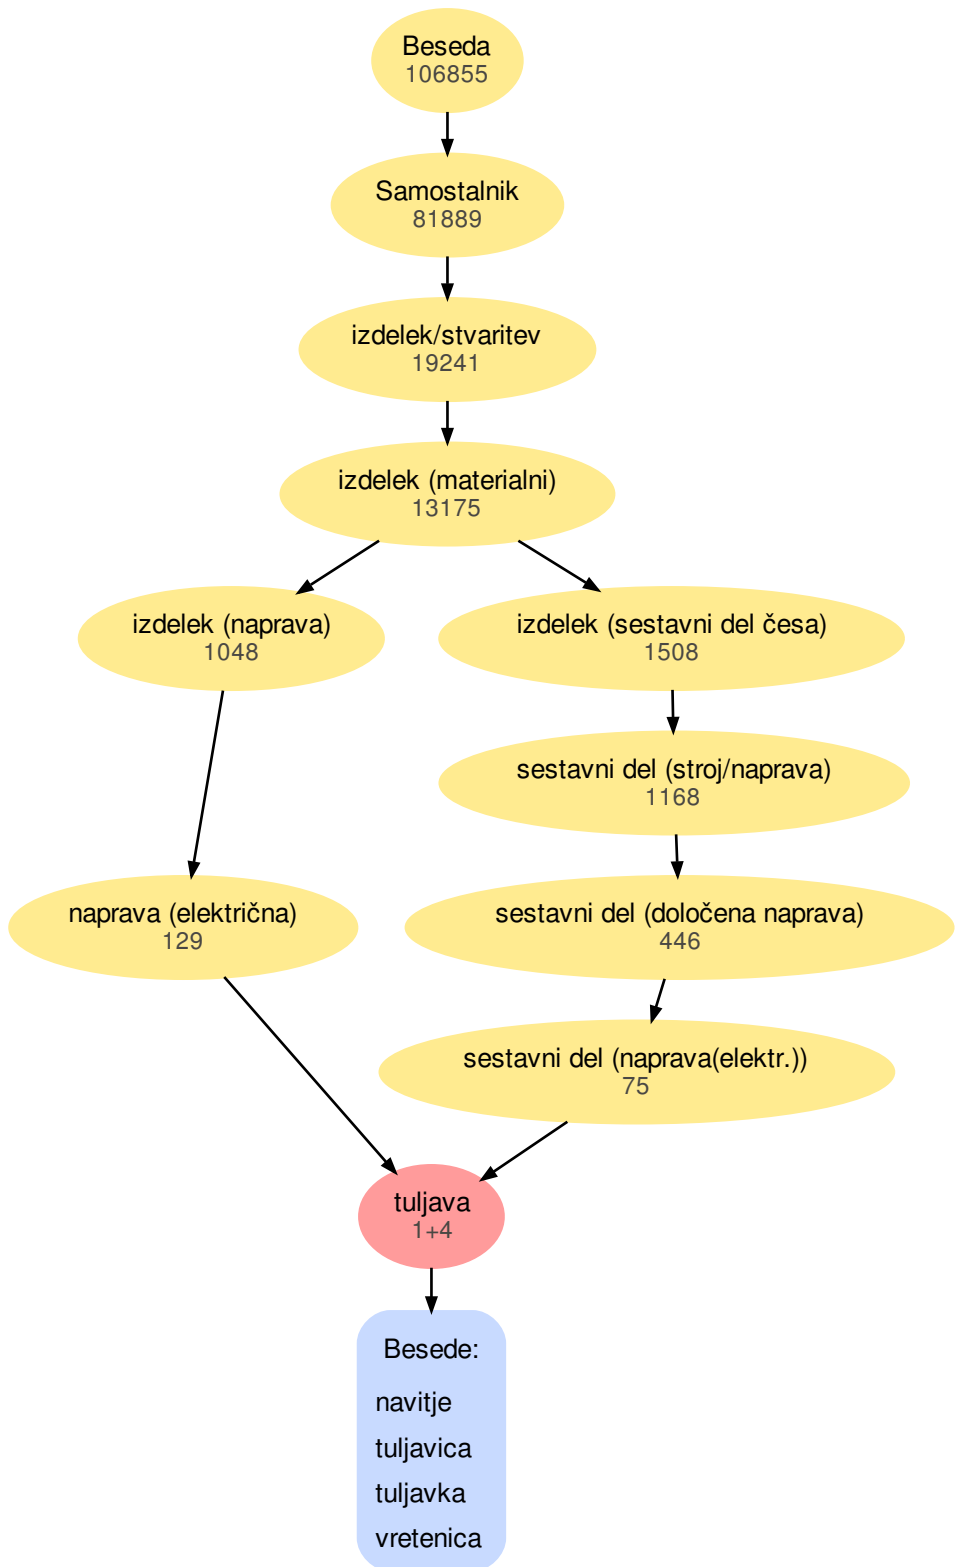 Beseda
106855
Samostalnik
81889
izdelek/stvaritev
19241
izdelek (materialni)
13175
izdelek (naprava)
1048
izdelek (sestavni del česa)
1508
sestavni del (stroj/naprava)
1168
naprava (električna)
129
sestavni del (določena naprava)
446
sestavni del (naprava(elektr.))
75
tuljava
1+4
Besede:
navitje
tuljavica
tuljavka
vretenica